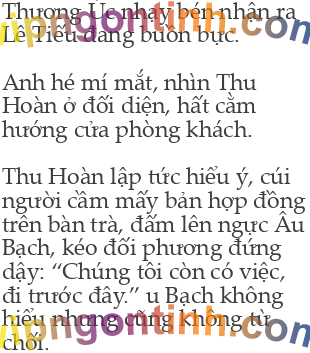 Thượng Úc nhạy bén nhận ra
Lê Tiếu đang buồn bực.
Anh hé mí mắt, nhìn Thu
Hoàn ở đối diện, hất cằm
hướng cửa phòng khách.
Thu Hoàn lập tức hiểu ý, cúi
người cầm mấy bản hợp đồng
trên bàn trà, đấm lên ngực Âu
Bạch, kéo đối phương đứng
dậy: “Chúng tôi còn có việc,
đi trước đây.” u Bạch không
hiểu nhưng cũng không từ
chối.